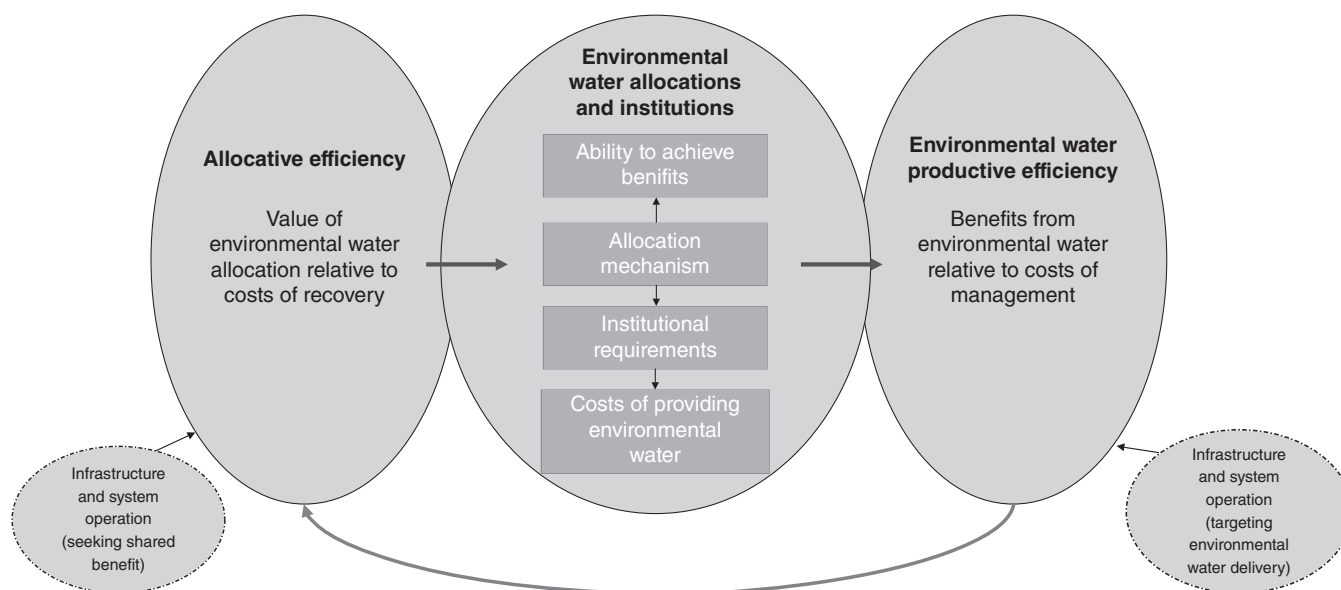 Allocative efficiency
Value of
environmental water
allocation relative to
costs of recovery
Environmental
water allocations
and institutions
Ability to achieve
benifits
Allocation
mechanism
Institutional
requirements
Costs of providing
environmental
water
Environmental water
productive efficiency
Benefits from
environmental water
relative to costs of
management
Infrastructure
and system
operation
(seeking shared
benefit)
Infrastructure
and system
operation
(targeting
environmental
water delivery)